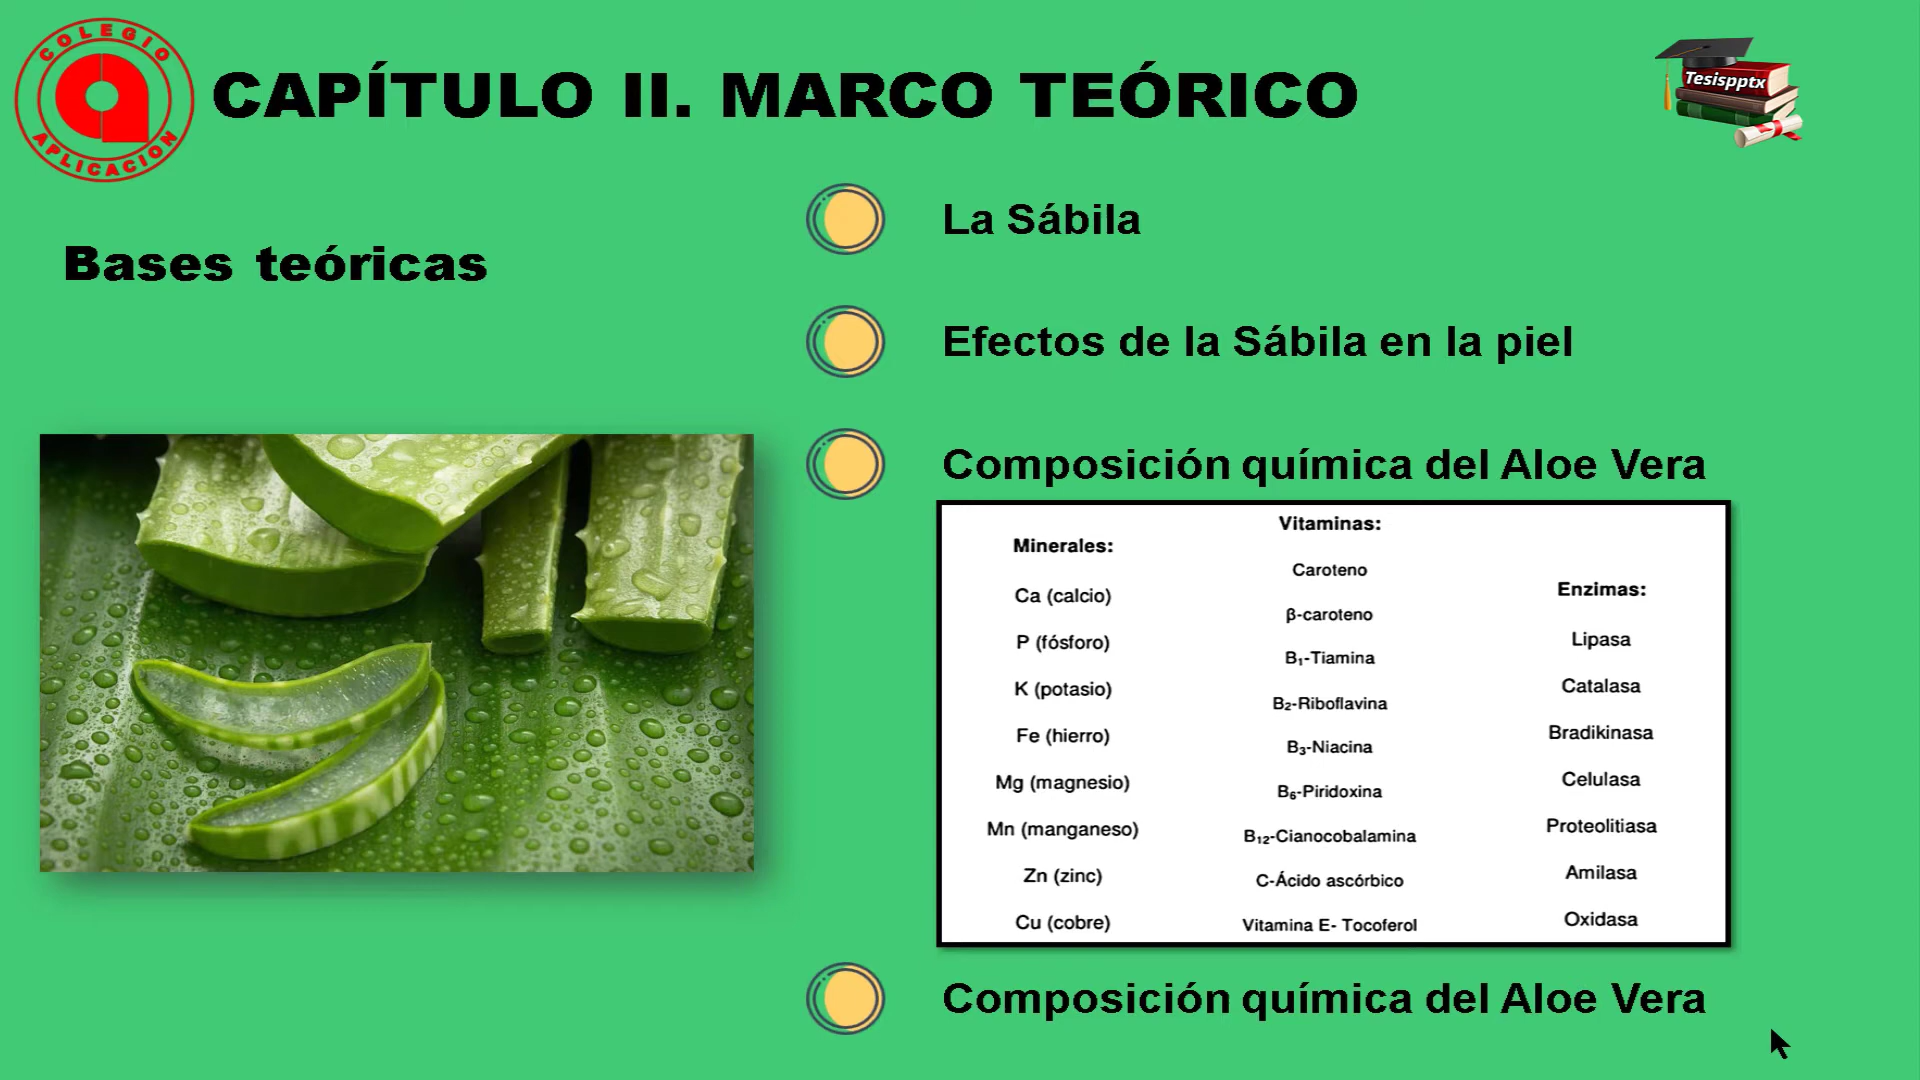 COLEGIO
APLICACION
CAPÍTULO II. MARCO TEÓRICO
Tesispptx
Bases teóricas
La Sábila
Efectos de la Sábila en la piel
Composición química del Aloe Vera
Minerales:
Ca (calcio)
P (fósforo)
K (potasio)
Fe (hierro)
Mg (magnesio)
Mn (manganeso)
Zn (zinc)
Cu (cobre)
Vitaminas:
Caroteno
β-caroteno
B₁-Tiamina
B₂-Riboflavina
B₃-Niacina
B₆-Piridoxina
B₁₂-Cianocobalamina
C-Ácido ascórbico
Vitamina E- Tocoferol
Enzimas:
Lipasa
Catalasa
Bradikinasa
Celulasa
Proteolitiasa
Amilasa
Oxidasa
Composición química del Aloe Vera